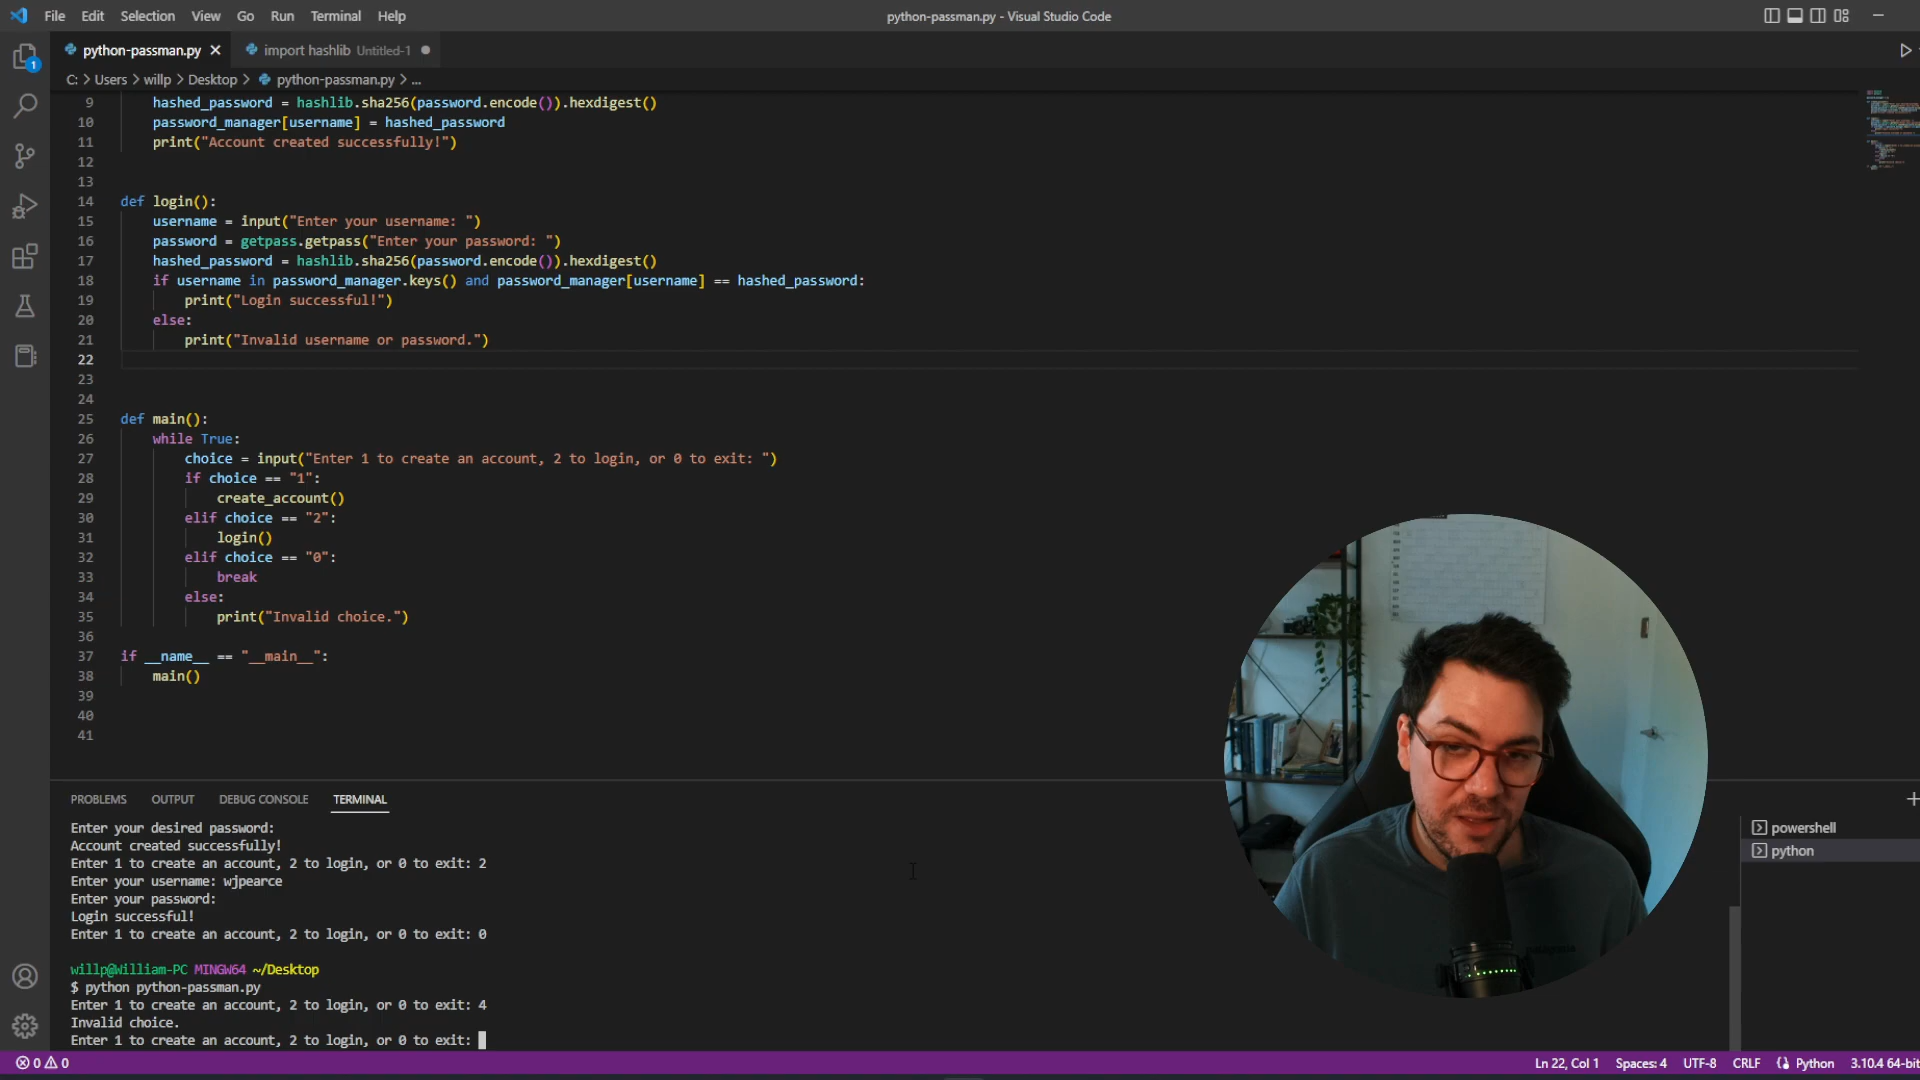 File Edit Selection View Go Run Terminal Help
python-passman.py - Visual Studio Code
python-passman.py
import hashlib Untitled-1
1
C: > Users > willp > Desktop > python-passman.py > ...
9 hashed_password = hashlib.sha256(password.encode()).hexdigest()
10 password_manager[username] = hashed_password
11 print("Account created successfully!")
12
13
14 def login():
15 username = input("Enter your username: ")
16 password = getpass.getpass("Enter your password: ")
17 hashed_password = hashlib.sha256(password.encode()).hexdigest()
18 if username in password_manager.keys() and password_manager[username] == hashed_password:
19 print("Login successful!")
20 else:
21 print("Invalid username or password.")
22
23
24
25 def main():
26 while True:
27 choice = input("Enter 1 to create an account, 2 to login, or 0 to exit: ")
28 if choice == "1":
29 create_account()
30 elif choice == "2":
31 login()
32 elif choice == "0":
33 break
34 else:
35 print("Invalid choice.")
36
37 if __name__ == "__main__":
38 main()
39
40
41
PROBLEMS OUTPUT DEBUG CONSOLE TERMINAL
Enter your desired password:
Account created successfully!
Enter 1 to create an account, 2 to login, or 0 to exit: 2
Enter your username: wjpearce
Enter your password:
Login successful!
Enter 1 to create an account, 2 to login, or 0 to exit: 0
willp@William-PC MINGW64 ~/Desktop
$ python python-passman.py
Enter 1 to create an account, 2 to login, or 0 to exit: 4
Invalid choice.
Enter 1 to create an account, 2 to login, or 0 to exit:
powershell
python
0 0
Ln 22, Col 1 Spaces: 4 UTF-8 CRLF Python 3.10.4 64-bit